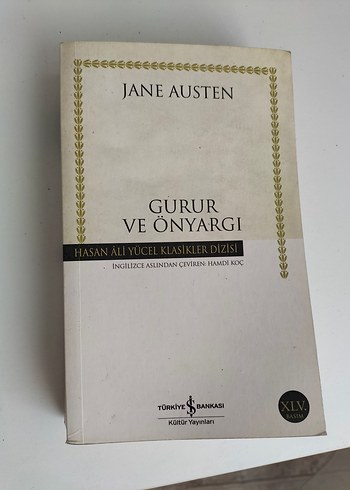 JANE AUSTEN
GURUR
VE ÖNYARGI
HASAN ÂLİ YÜCEL KLASİKLER DİZİSİ
İNGİLİZCE ASLINDAN ÇEVİREN: HAMDİ KOÇ
TÜRKİYE İŞ BANKASI
Kültür Yayınları
XLV.
BASIM